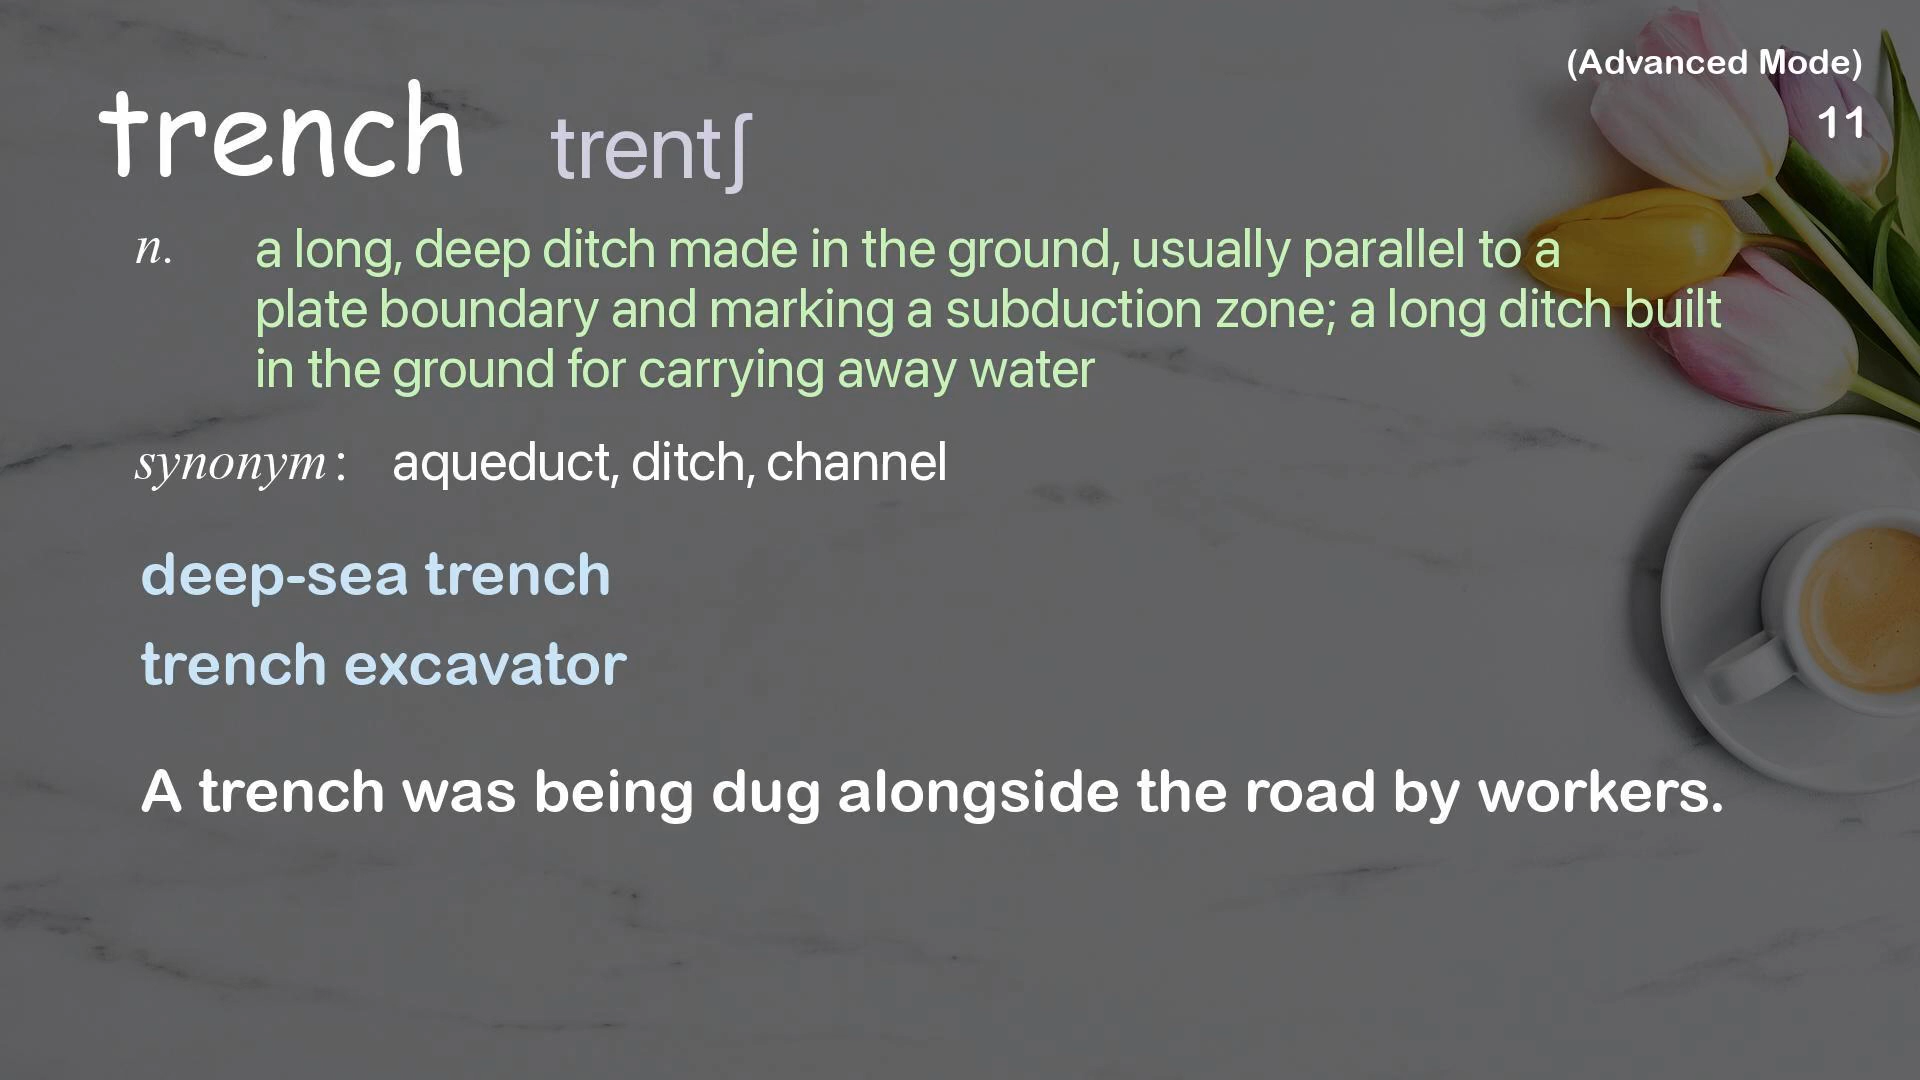 (Advanced Mode)
11
trench trentʃ
n. a long, deep ditch made in the ground, usually parallel to a
plate boundary and marking a subduction zone; a long ditch built
in the ground for carrying away water
synonym: aqueduct, ditch, channel
deep-sea trench
trench excavator
A trench was being dug alongside the road by workers.